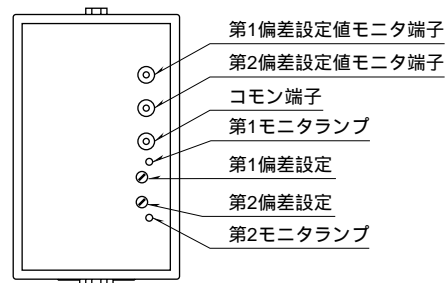 第1偏差設定値モニタ端子
第2偏差設定値モニタ端子
コモン端子
第1モニタランプ
第1偏差設定
第2偏差設定
第2モニタランプ